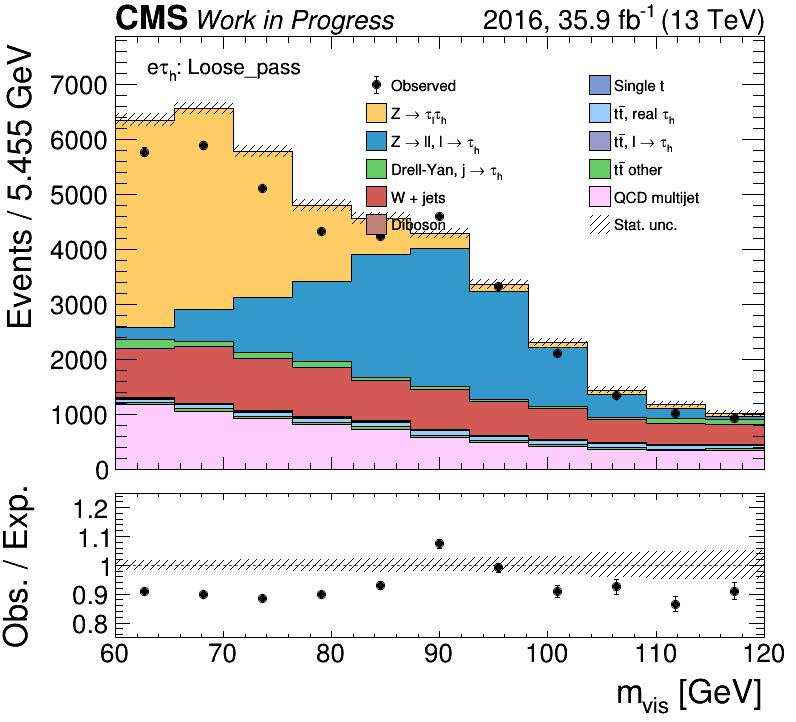 CMS Work in Progress 2016, 35.9 fb⁻¹ (13 TeV)
eτₕ: Loose_pass
Observed
Z → τₗτₕ
Z → ll, l → τₕ
Drell-Yan, j → τₕ
W + jets
Diboson
Single t
tt̄, real τₕ
tt̄, l → τₕ
tt̄ other
QCD multijet
Stat. unc.
Events / 5.455 GeV
7000
6000
5000
4000
3000
2000
1000
0
Obs. / Exp.
1.2
1.1
1
0.9
0.8
60 70 80 90 100 110 120
m_vis [GeV]